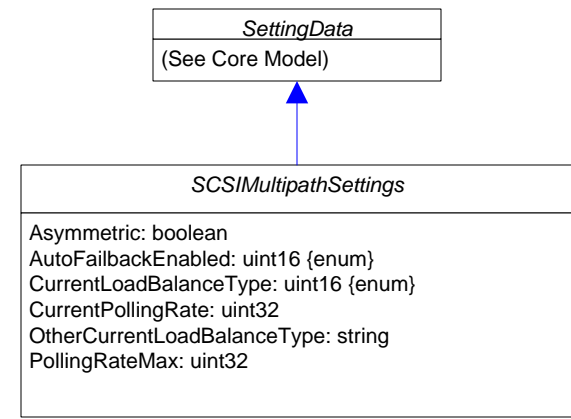 SettingData
(See Core Model)
SCSIMultipathSettings
Asymmetric: boolean
AutoFailbackEnabled: uint16 {enum}
CurrentLoadBalanceType: uint16 {enum}
CurrentPollingRate: uint32
OtherCurrentLoadBalanceType: string
PollingRateMax: uint32